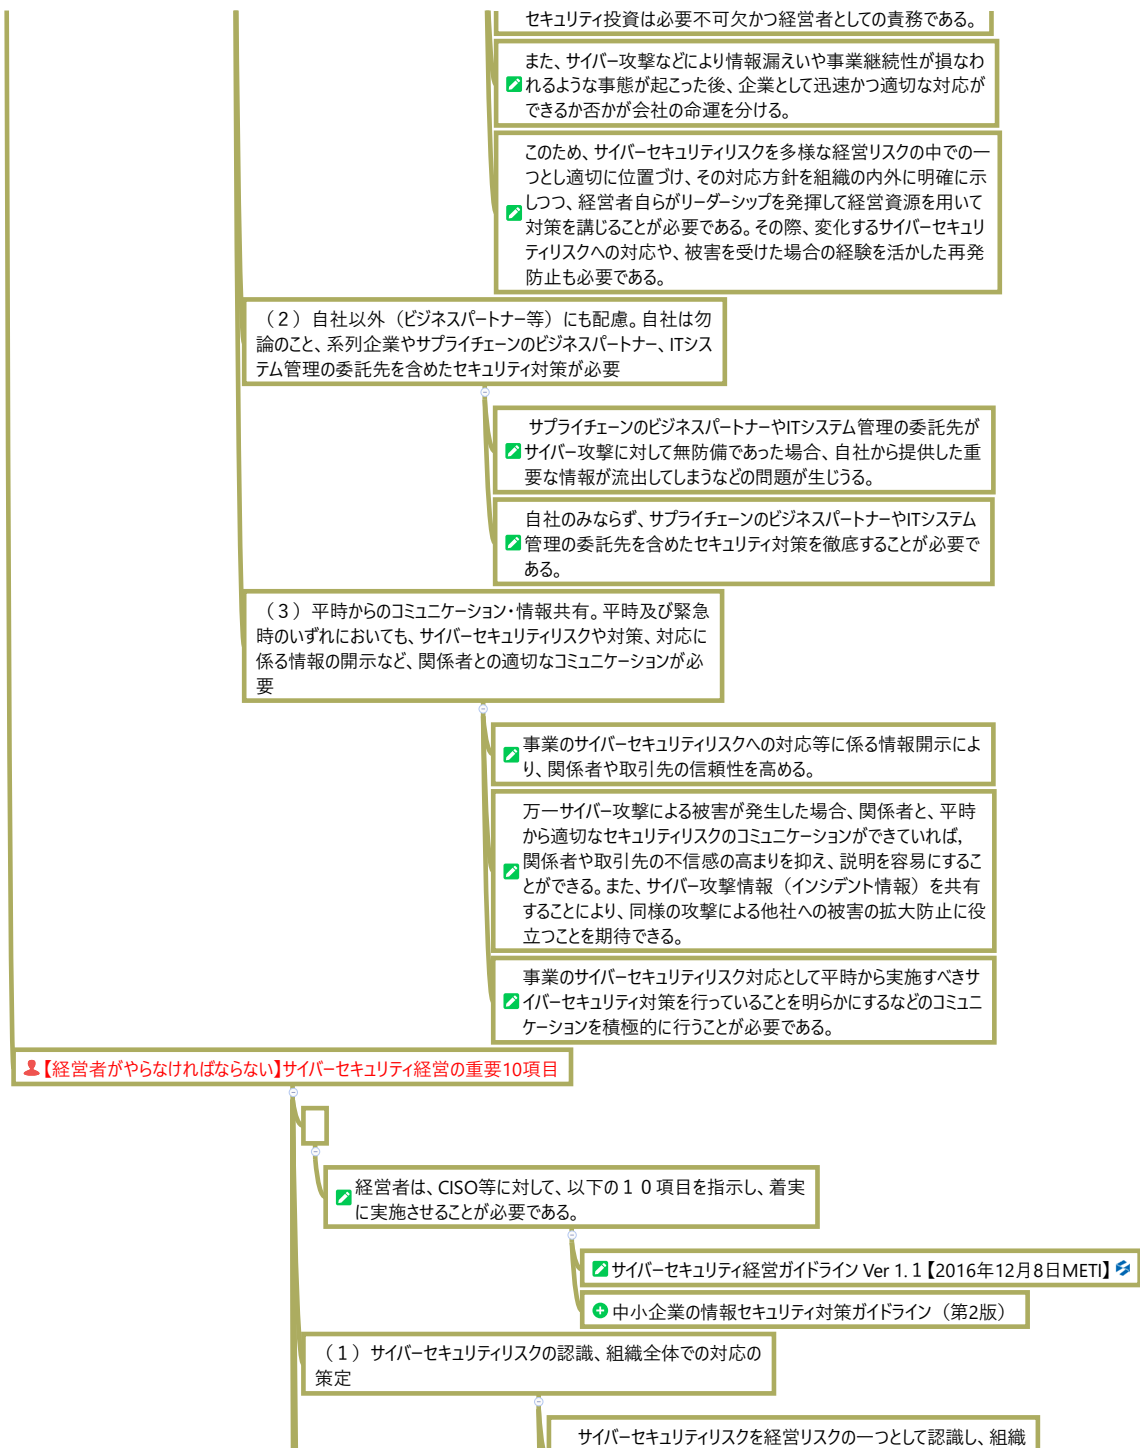 セキュリティ投資は必要不可欠かつ経営者としての責務である。
また、サイバー攻撃などにより情報漏えいや事業継続性が損なわ
れるような事態が起こった後、企業として迅速かつ適切な対応が
できるか否かが会社の命運を分ける。
このため、サイバーセキュリティリスクを多様な経営リスクの中での一
つとし適切に位置づけ、その対応方針を組織の内外に明確に示
しつつ、経営者自らがリーダーシップを発揮して経営資源を用いて
対策を講じることが必要である。その際、変化するサイバーセキュリ
ティリスクへの対応や、被害を受けた場合の経験を活かした再発
防止も必要である。
（２）自社以外（ビジネスパートナー等）にも配慮。自社は勿
論のこと、系列企業やサプライチェーンのビジネスパートナー、ITシス
テム管理の委託先を含めたセキュリティ対策が必要
サプライチェーンのビジネスパートナーやITシステム管理の委託先が
サイバー攻撃に対して無防備であった場合、自社から提供した重
要な情報が流出してしまうなどの問題が生じうる。
自社のみならず、サプライチェーンのビジネスパートナーやITシステム
管理の委託先を含めたセキュリティ対策を徹底することが必要で
ある。
（３）平時からのコミュニケーション・情報共有。平時及び緊急
時のいずれにおいても、サイバーセキュリティリスクや対策、対応に
係る情報の開示など、関係者との適切なコミュニケーションが必
要
事業のサイバーセキュリティリスクへの対応等に係る情報開示によ
り、関係者や取引先の信頼性を高める。
万一サイバー攻撃による被害が発生した場合、関係者と、平時
から適切なセキュリティリスクのコミュニケーションができていれば，
関係者や取引先の不信感の高まりを抑え、説明を容易にするこ
とができる。また、サイバー攻撃情報（インシデント情報）を共有
することにより、同様の攻撃による他社への被害の拡大防止に役
立つことを期待できる。
事業のサイバーセキュリティリスク対応として平時から実施すべきサ
イバーセキュリティ対策を行っていることを明らかにするなどのコミュニ
ケーションを積極的に行うことが必要である。
【経営者がやらなければならない】サイバーセキュリティ経営の重要10項目
経営者は、CISO等に対して、以下の１０項目を指示し、着実
に実施させることが必要である。
サイバーセキュリティ経営ガイドライン Ver 1.１【2016年12月8日METI】
中小企業の情報セキュリティ対策ガイドライン（第2版）
（１）サイバーセキュリティリスクの認識、組織全体での対応の
策定
サイバーセキュリティリスクを経営リスクの一つとして認識し、組織